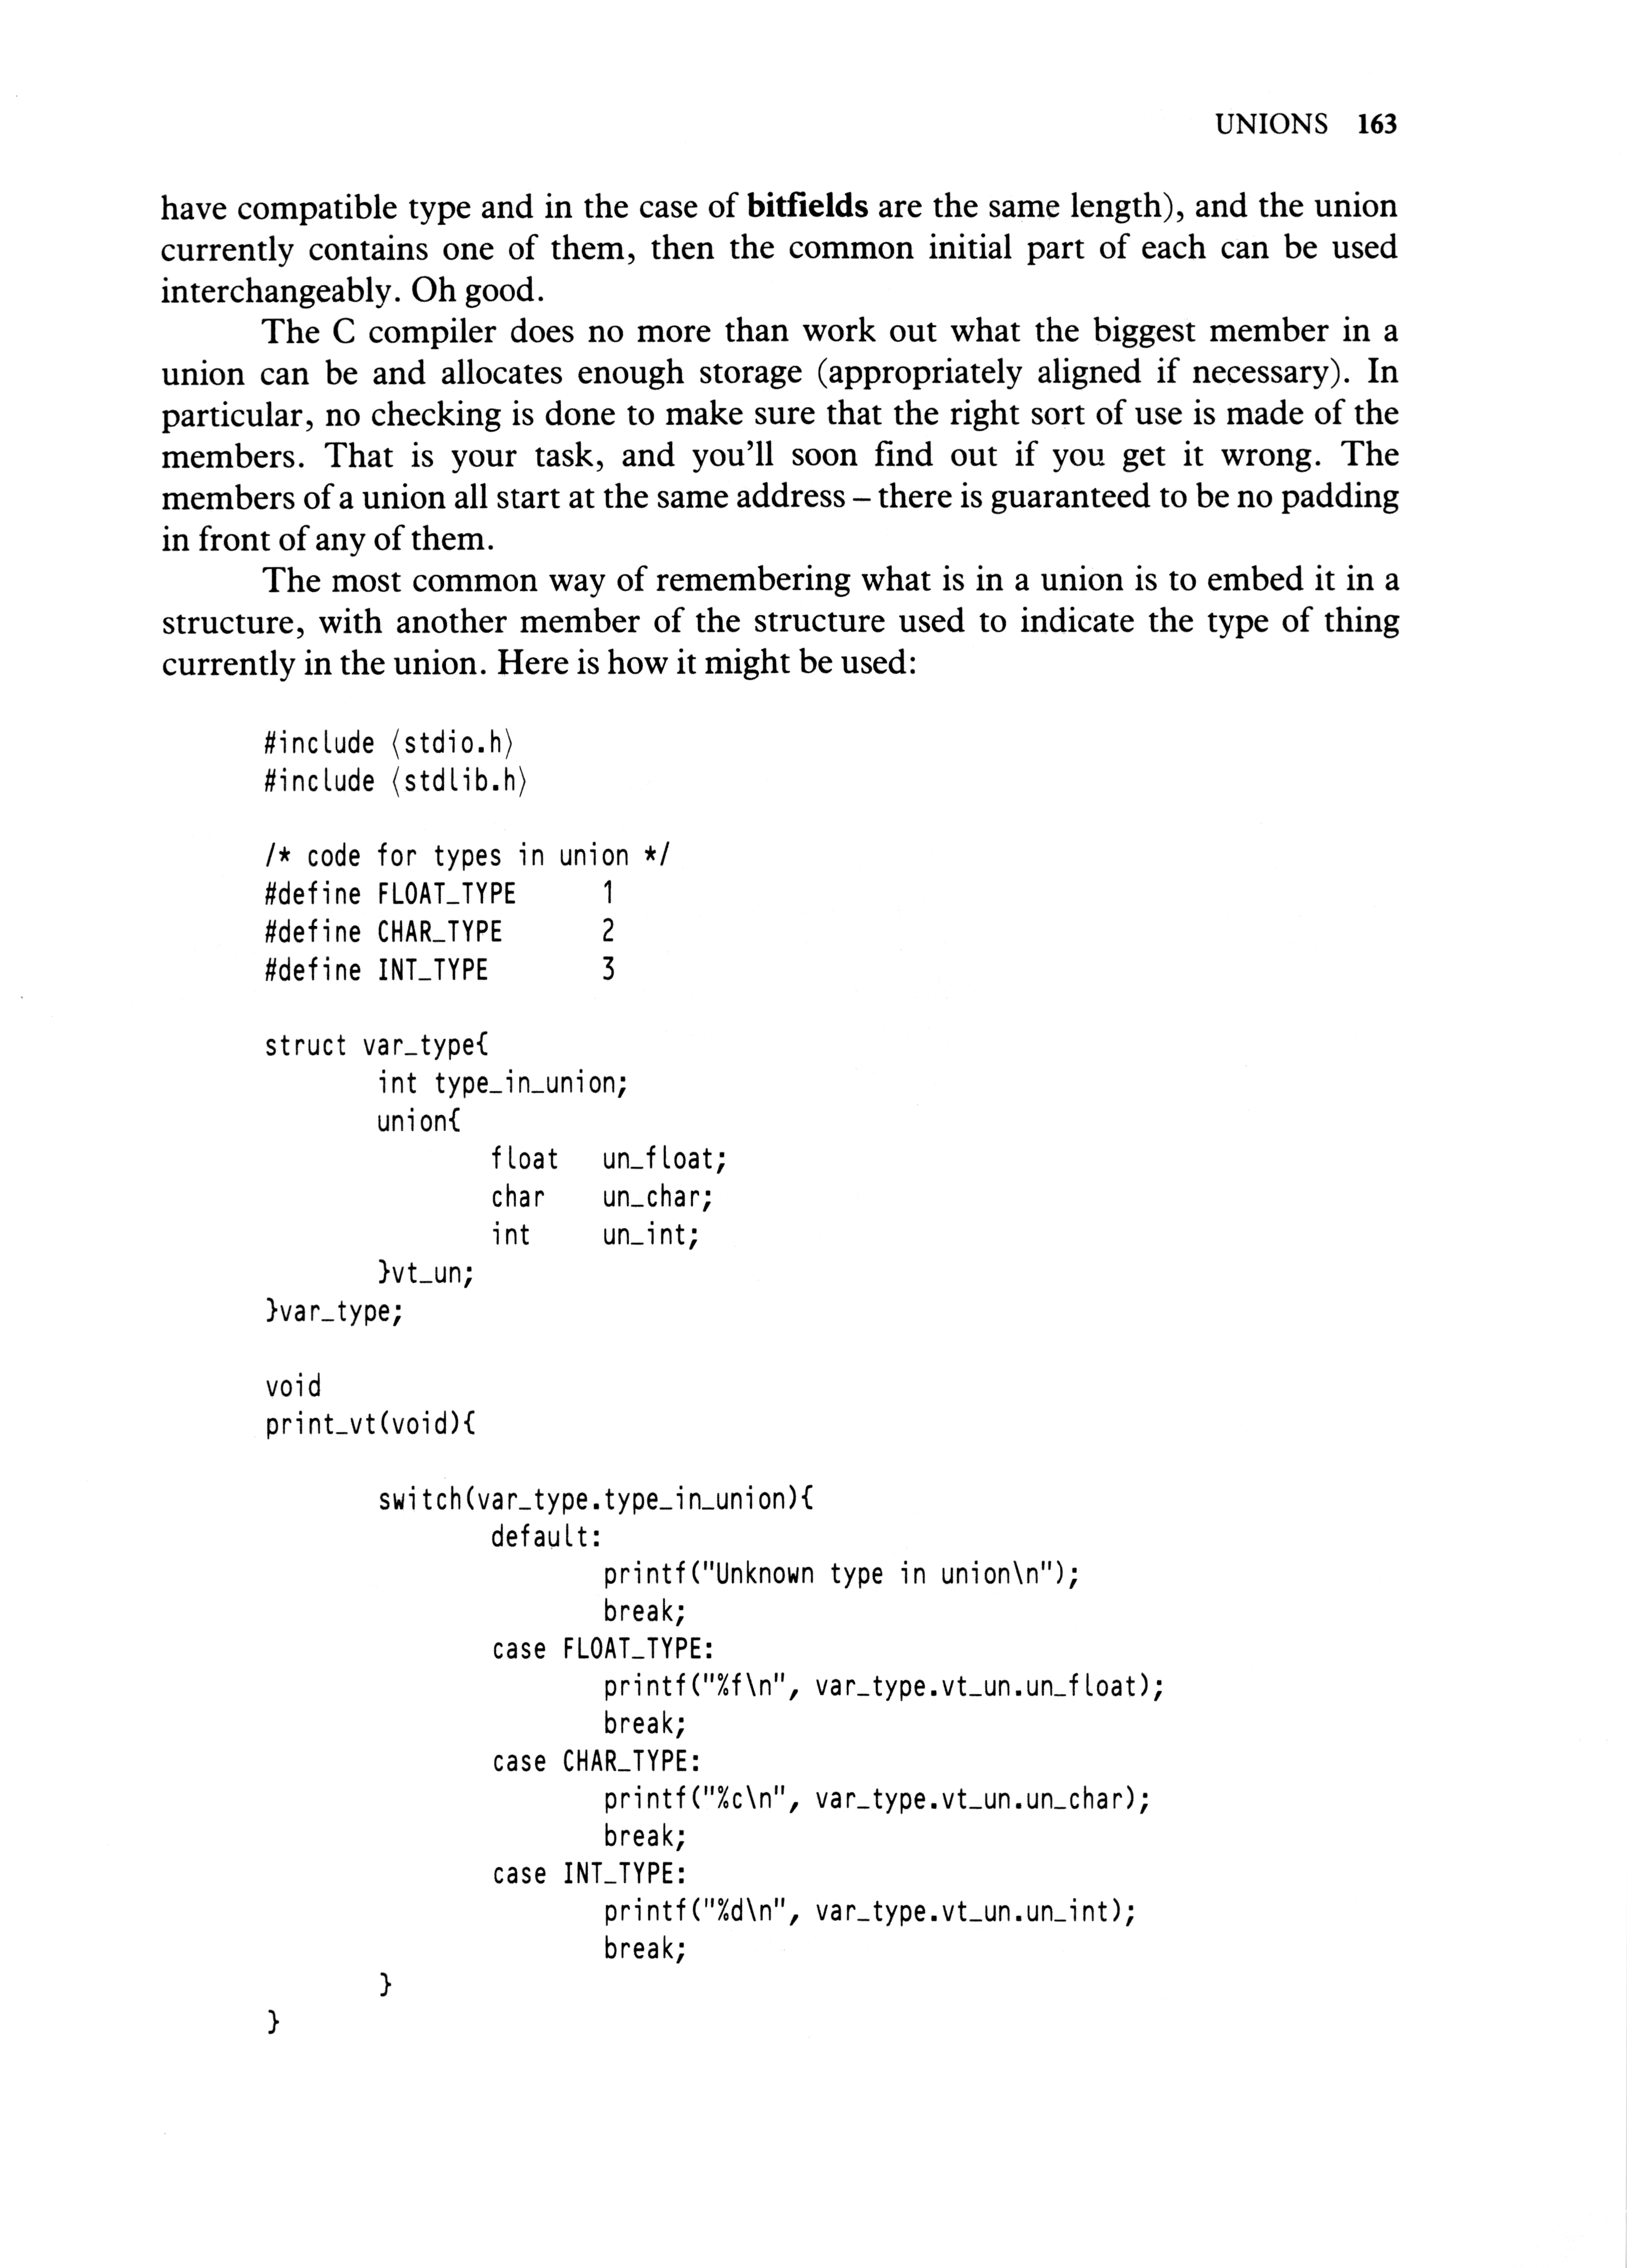 UNIONS 163
have compatible type and in the case of bitfields are the same length), and the union
currently contains one of them, then the common initial part of each can be used
interchangeably. Oh good.
The C compiler does no more than work out what the biggest member in a
union can be and allocates enough storage (appropriately aligned if necessary). In
particular, no checking is done to make sure that the right sort of use is made of the
members. That is your task, and you'll soon find out if you get it wrong. The
members of a union all start at the same address – there is guaranteed to be no padding
in front of any of them.
The most common way of remembering what is in a union is to embed it in a
structure, with another member of the structure used to indicate the type of thing
currently in the union. Here is how it might be used:
#include ⟨stdio.h⟩
#include ⟨stdlib.h⟩
/* code for types in union */
#define FLOAT_TYPE 1
#define CHAR_TYPE 2
#define INT_TYPE 3
struct var_type{
int type_in_union;
union{
float un_float;
char un_char;
int un_int;
}vt_un;
}var_type;
void
print_vt(void){
switch(var_type.type_in_union){
default:
printf("Unknown type in union\n");
break;
case FLOAT_TYPE:
printf("%f\n", var_type.vt_un.un_float);
break;
case CHAR_TYPE:
printf("%c\n", var_type.vt_un.un_char);
break;
case INT_TYPE:
printf("%d\n", var_type.vt_un.un_int);
break;
}
}